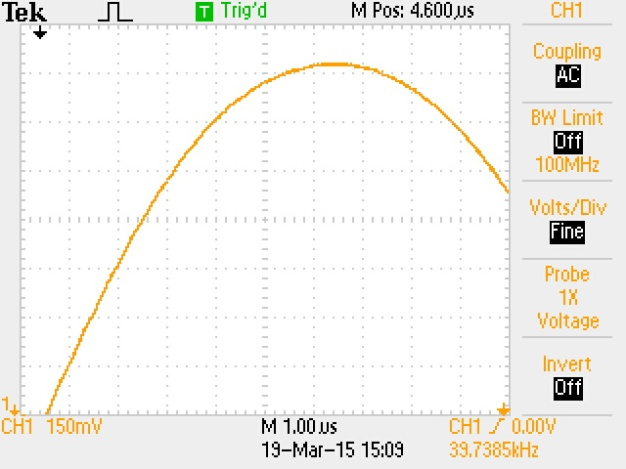 Tek T Trig'd M Pos: 4.600µs CH1
Coupling
AC
BW Limit
Off
100MHz
Volts/Div
Fine
Probe
1X
Voltage
Invert
Off
1
CH1 150mV M 1.00µs CH1 0.00V
19-Mar-15 15:09 39.7385kHz